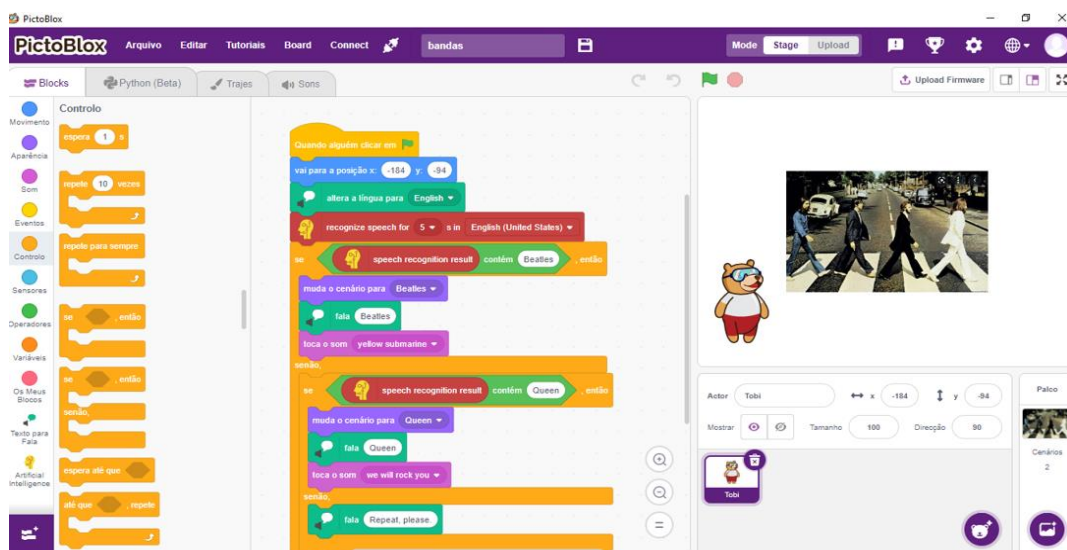 PictoBlox
PictoBlox Arquivo Editar Tutoriais Board Connect bandas Mode Stage Upload
Blocks Python (Beta) Trajes Sons Upload Firmware
Movimento
Aparência
Som
Eventos
Controlo
Sensores
Operadores
Variáveis
Os Meus
Blocos
Texto para
Fala
Artificial
Intelligence
Controlo
espera 1 s
repete 10 vezes
repete para sempre
se , então
se , então
senão,
espera até que
até que , repete
Quando alguém clicar em
vai para a posição x: -184 y: -94
altera a língua para English
recognize speech for 5 s in English (United States)
se speech recognition result contém Beatles , então
muda o cenário para Beatles
fala Beatles
toca o som yellow submarine
senão,
se speech recognition result contém Queen , então
muda o cenário para Queen
fala Queen
toca o som we will rock you
senão,
fala Repeat, please.
Actor Tobi x -184 y -94
Mostrar Tamanho 100 Direcção 90
Tobi
Palco
Cenários
2